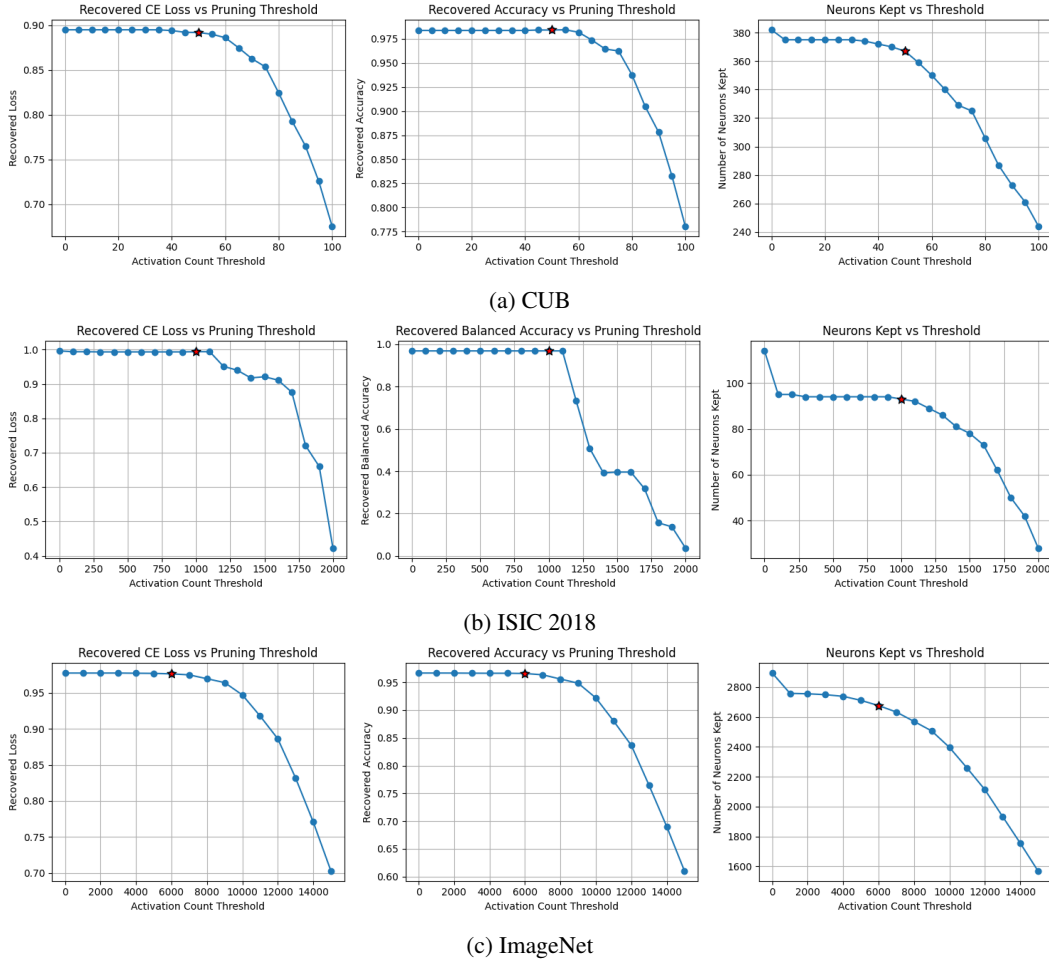 Recovered CE Loss vs Pruning Threshold
Recovered Loss
0.90
0.85
0.80
0.75
0.70
0 20 40 60 80 100
Activation Count Threshold
Recovered Accuracy vs Pruning Threshold
Recovered Accuracy
0.975
0.950
0.925
0.900
0.875
0.850
0.825
0.800
0.775
0 20 40 60 80 100
Activation Count Threshold
Neurons Kept vs Threshold
Number of Neurons Kept
380
360
340
320
300
280
260
240
0 20 40 60 80 100
Activation Count Threshold
(a) CUB
Recovered CE Loss vs Pruning Threshold
Recovered Loss
1.0
0.9
0.8
0.7
0.6
0.5
0.4
0 250 500 750 1000 1250 1500 1750 2000
Activation Count Threshold
Recovered Balanced Accuracy vs Pruning Threshold
Recovered Balanced Accuracy
1.0
0.8
0.6
0.4
0.2
0.0
0 250 500 750 1000 1250 1500 1750 2000
Activation Count Threshold
Neurons Kept vs Threshold
Number of Neurons Kept
100
80
60
40
0 250 500 750 1000 1250 1500 1750 2000
Activation Count Threshold
(b) ISIC 2018
Recovered CE Loss vs Pruning Threshold
Recovered Loss
0.95
0.90
0.85
0.80
0.75
0.70
0 2000 4000 6000 8000 10000 12000 14000
Activation Count Threshold
Recovered Accuracy vs Pruning Threshold
Recovered Accuracy
0.95
0.90
0.85
0.80
0.75
0.70
0.65
0.60
0 2000 4000 6000 8000 10000 12000 14000
Activation Count Threshold
Neurons Kept vs Threshold
Number of Neurons Kept
2800
2600
2400
2200
2000
1800
1600
0 2000 4000 6000 8000 10000 12000 14000
Activation Count Threshold
(c) ImageNet